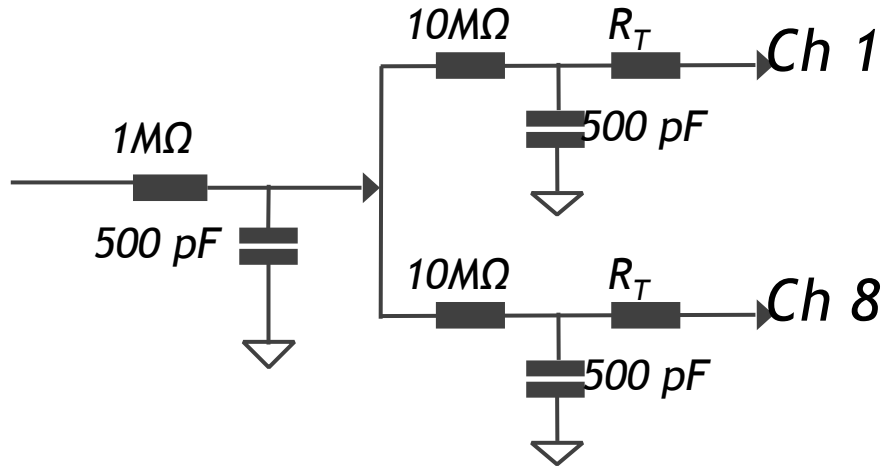 10MΩ
R_T
Ch 1
500 pF
1MΩ
500 pF
10MΩ
R_T
Ch 8
500 pF